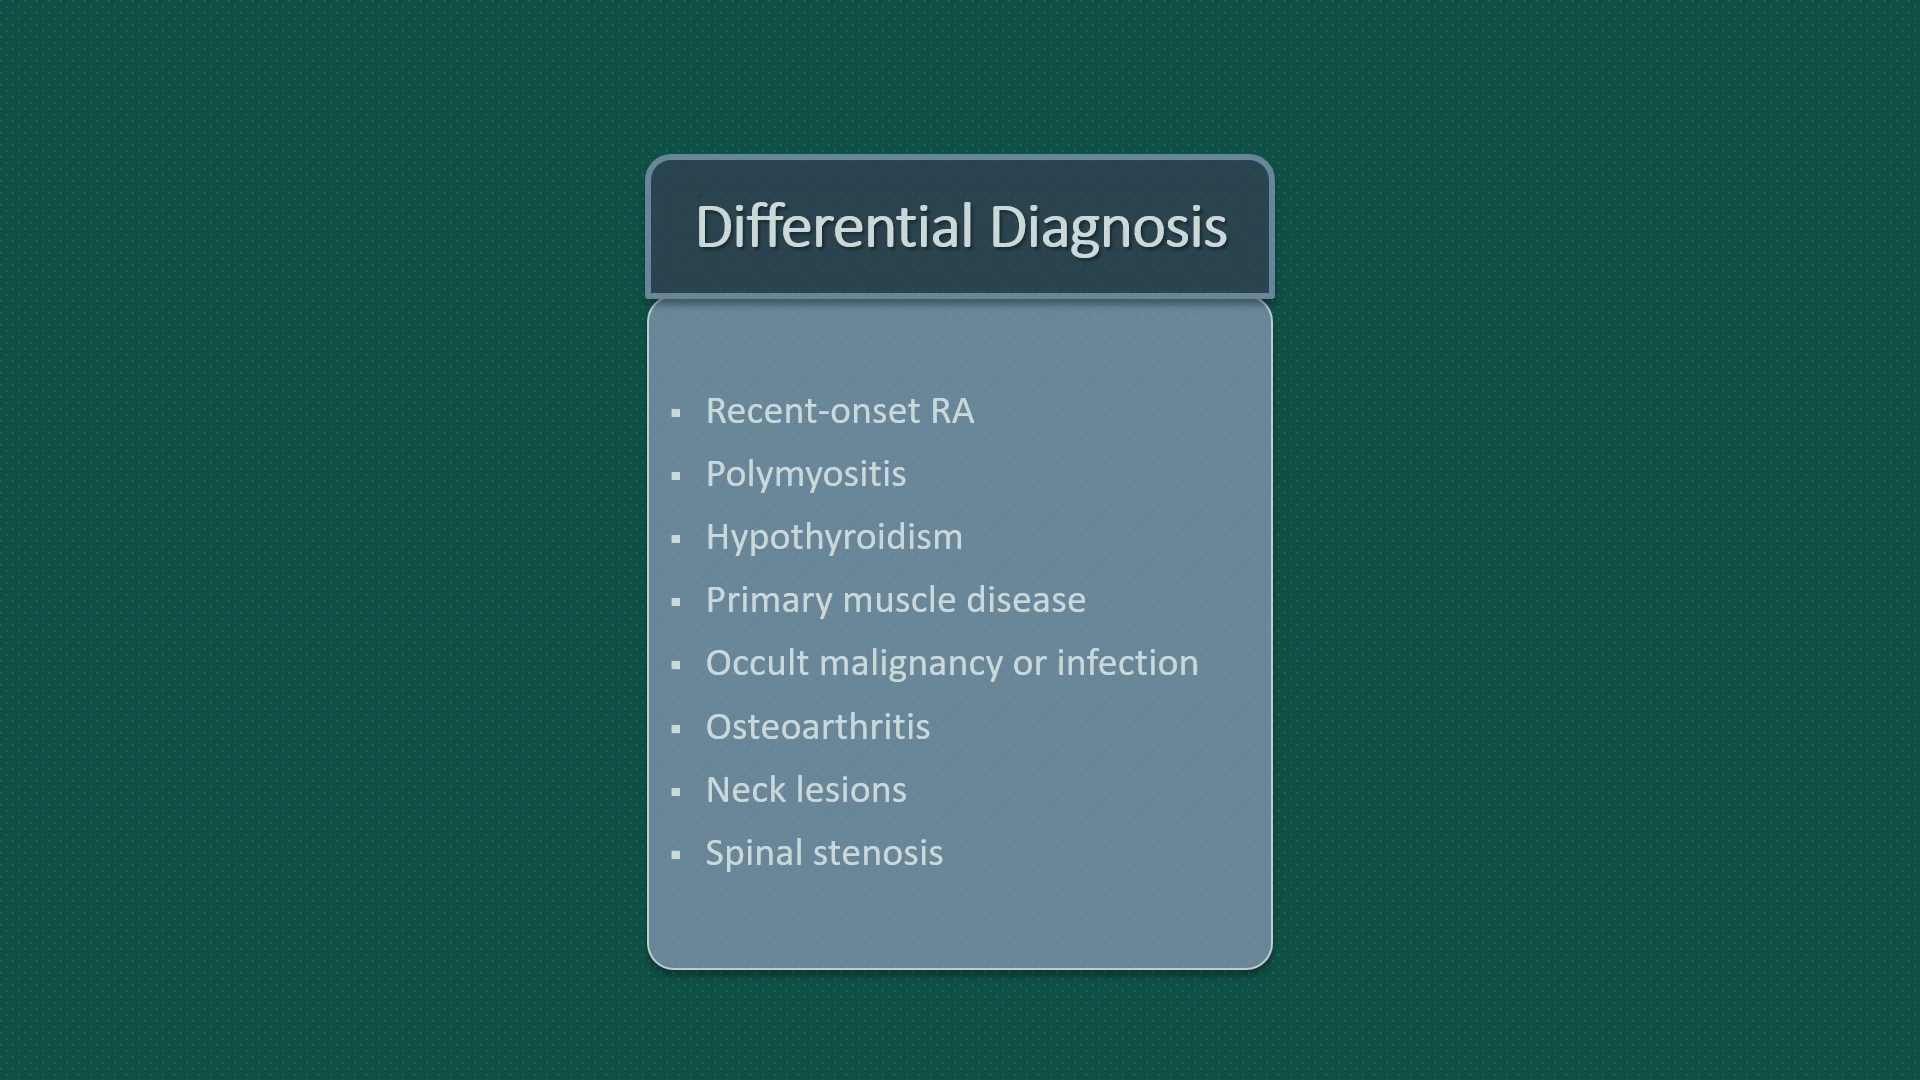 Differential Diagnosis
▪ Recent-onset RA
▪ Polymyositis
▪ Hypothyroidism
▪ Primary muscle disease
▪ Occult malignancy or infection
▪ Osteoarthritis
▪ Neck lesions
▪ Spinal stenosis